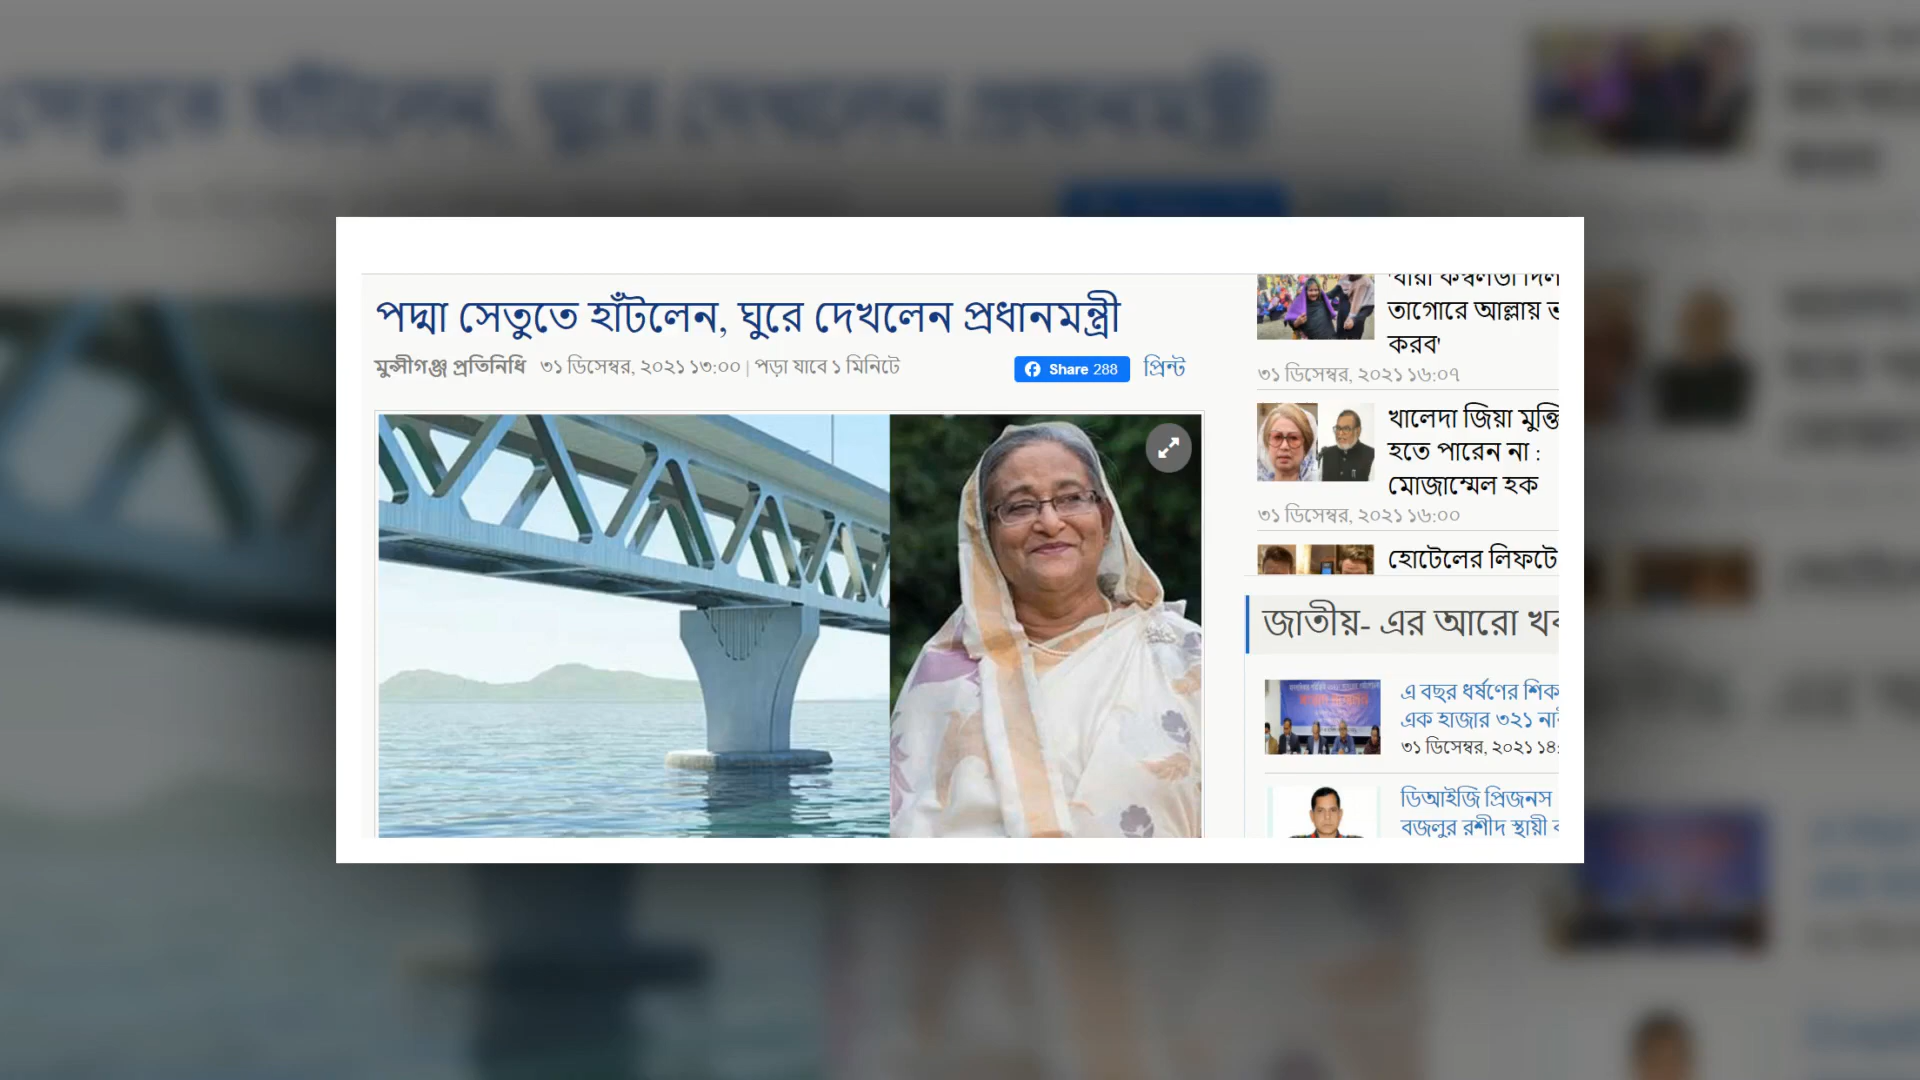 পদ্মা সেতুতে হাঁটলেন, ঘুরে দেখলেন প্রধানমন্ত্রী
মুন্সীগঞ্জ প্রতিনিধি ৩১ ডিসেম্বর, ২০২১ ১৩:০০ | পড়া যাবে ১ মিনিটে
Share 288 প্রিন্ট
তাগোরে আল্লায়
করব'
৩১ ডিসেম্বর, ২০২১ ১৬:০৭
খালেদা জিয়া
হতে পারেন না :
মোজাম্মেল হক
৩১ ডিসেম্বর, ২০২১ ১৬:০০
হোটেলের লিফটে
জাতীয়- এর আরো
এ বছর ধর্ষণের
এক হাজার ৩২১
৩১ ডিসেম্বর, ২০২১ ১৪:
ডিআইজি প্রিজনস
বজলুর রশীদ স্থায়ী